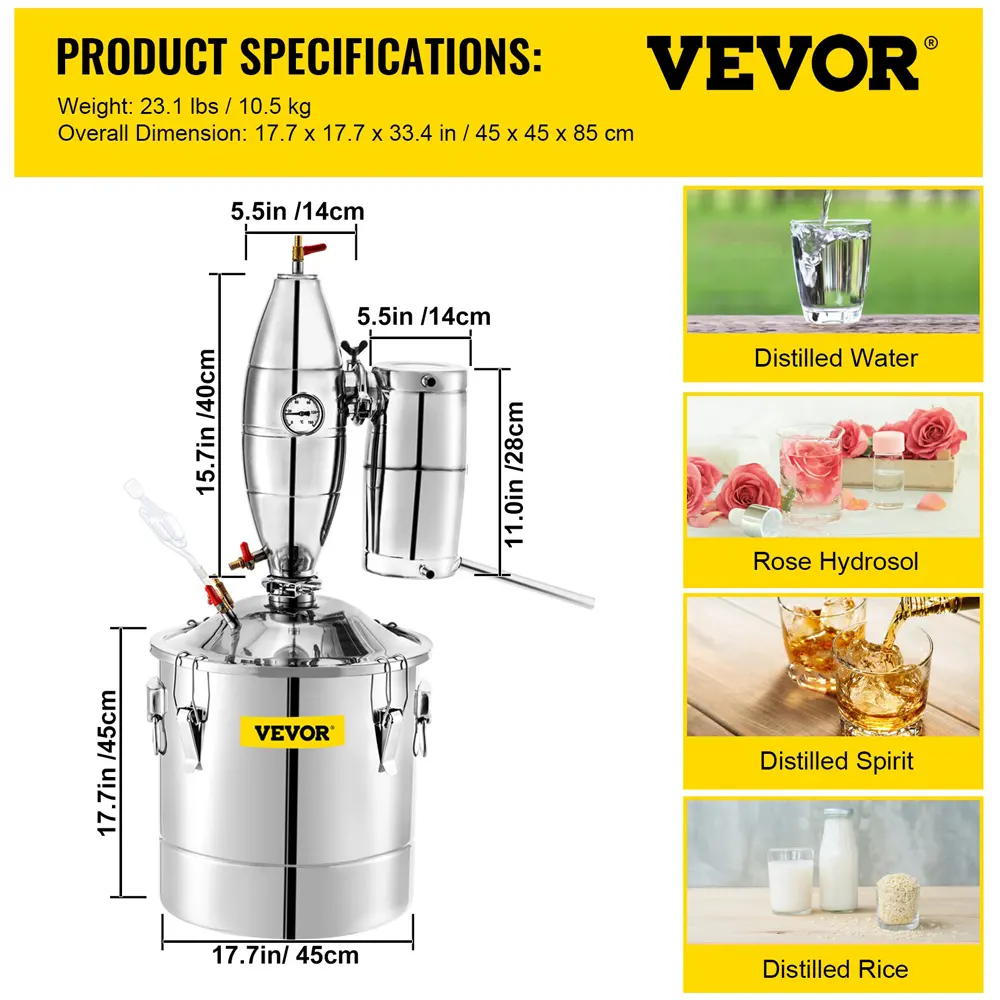 PRODUCT SPECIFICATIONS:
VEVOR®
Weight: 23.1 lbs / 10.5 kg
Overall Dimension: 17.7 x 17.7 x 33.4 in / 45 x 45 x 85 cm
5.5in /14cm
5.5in /14cm
15.7in /40cm
11.0in /28cm
17.7in /45cm
VEVOR®
17.7in/ 45cm
Distilled Water
Rose Hydrosol
Distilled Spirit
Distilled Rice